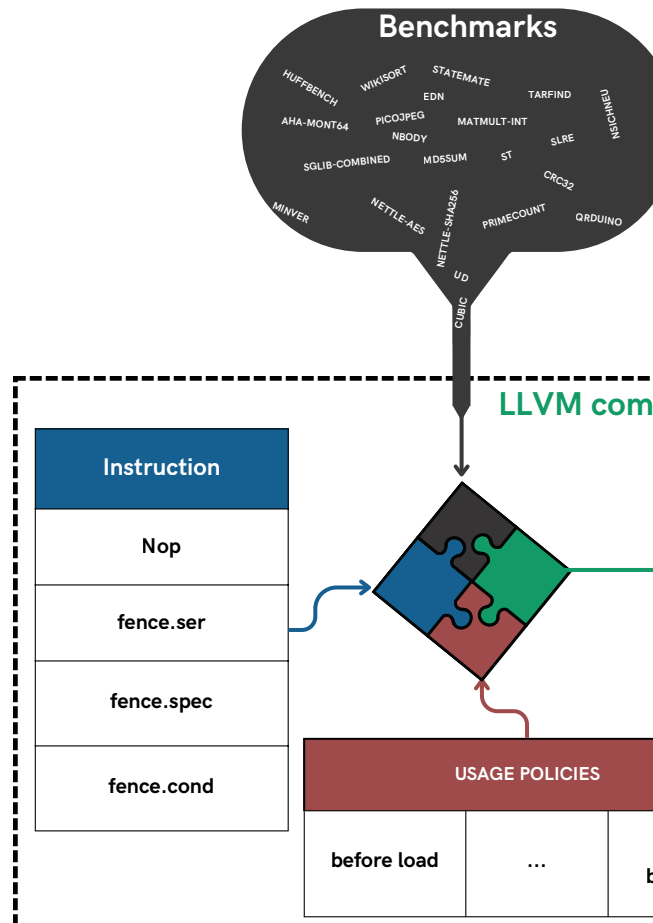 Benchmarks
HUFFBENCH
WIKISORT
STATEMATE
EDN
TARFIND
NSICHNEU
AHA-MONT64
PICOJPEG
MATMULT-INT
NBODY
SLRE
SGLIB-COMBINED
MD5SUM
ST
CRC32
MINVER
NETTLE-AES
NETTLE-SHA256
PRIMECOUNT
QRDUINO
UD
CUBIC
LLVM com
Instruction
Nop
fence.ser
fence.spec
fence.cond
USAGE POLICIES
before load
...
b